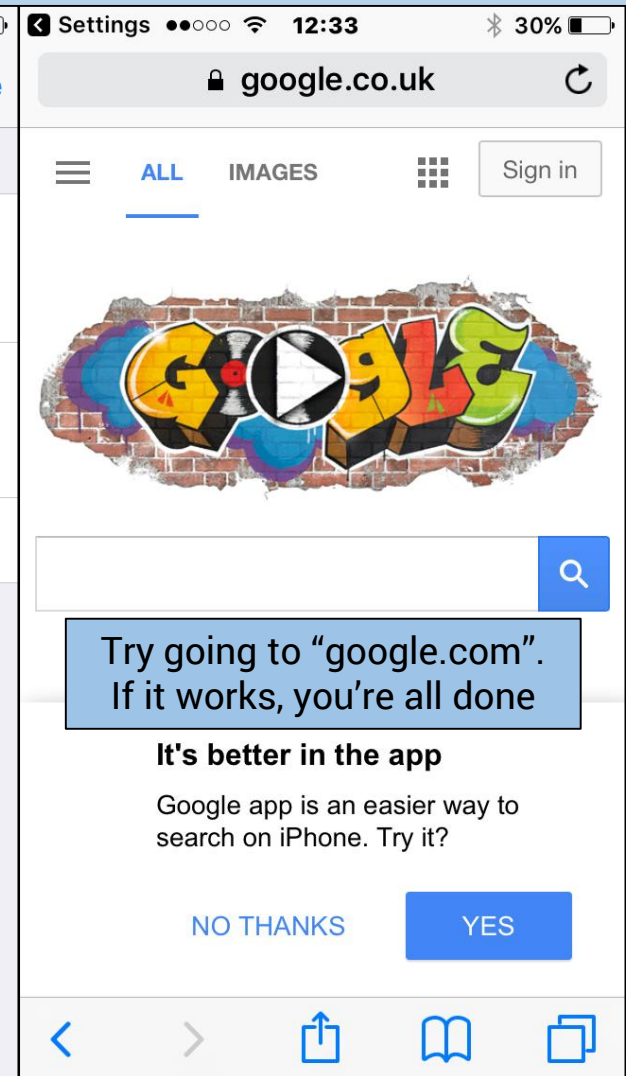 Settings 12:33 30%
google.co.uk
ALL IMAGES Sign in
GOOGLE
Try going to “google.com”.
If it works, you’re all done
It's better in the app
Google app is an easier way to
search on iPhone. Try it?
NO THANKS YES